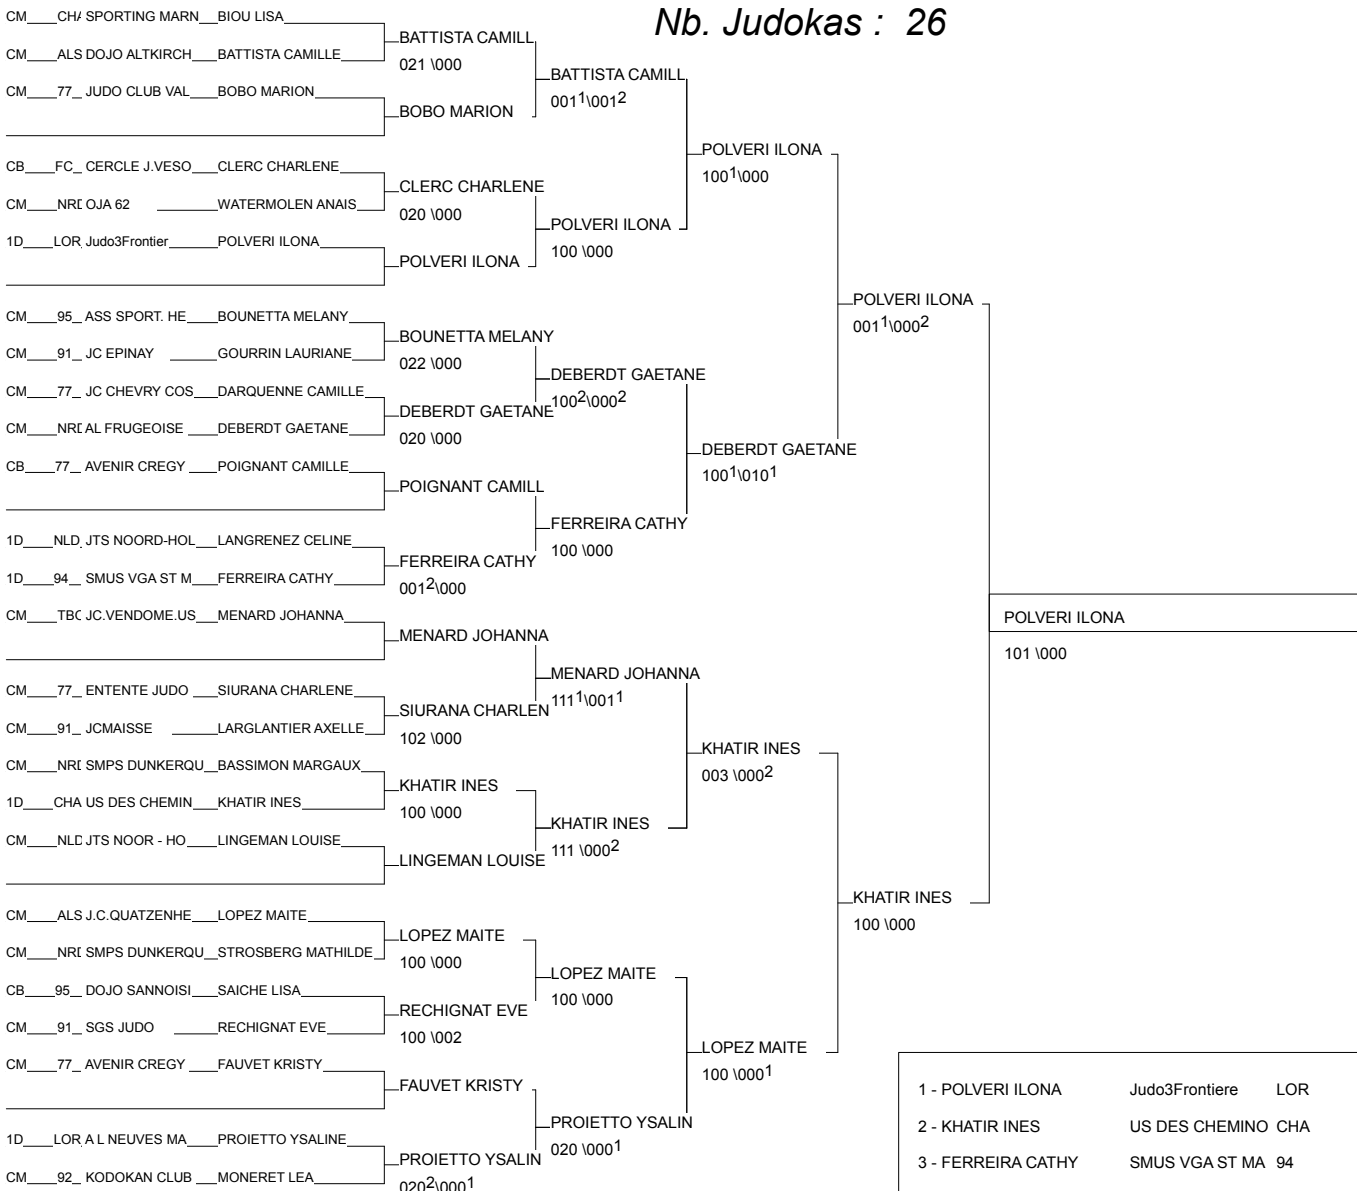 Nb. Judokas : 26
CM CHA SPORTING MARN BIOU LISA
CM ALS DOJO ALTKIRCH BATTISTA CAMILLE
CM 77 JUDO CLUB VAL BOBO MARION
CB FC CERCLE J.VESO CLERC CHARLENE
CM NRD OJA 62 WATERMOLEN ANAIS
1D LOR Judo3Frontier POLVERI ILONA
CM 95 ASS SPORT. HE BOUNETTA MELANY
CM 91 JC EPINAY GOURRIN LAURIANE
CM 77 JC CHEVRY COS DARQUENNE CAMILLE
CM NRD AL FRUGEOISE DEBERDT GAETANE
CB 77 AVENIR CREGY POIGNANT CAMILLE
1D NLD JTS NOORD-HOL LANGRENEZ CELINE
1D 94 SMUS VGA ST M FERREIRA CATHY
CM TBO JC.VENDOME.US MENARD JOHANNA
CM 77 ENTENTE JUDO SIURANA CHARLENE
CM 91 JCMAISSE LARGLANTIER AXELLE
CM NRD SMPS DUNKERQU BASSIMON MARGAUX
1D CHA US DES CHEMIN KHATIR INES
CM NLD JTS NOOR - HO LINGEMAN LOUISE
CM ALS J.C.QUATZENHE LOPEZ MAITE
CM NRD SMPS DUNKERQU STROSBERG MATHILDE
CB 95 DOJO SANNOISI SAICHE LISA
CM 91 SGS JUDO RECHIGNAT EVE
CM 77 AVENIR CREGY FAUVET KRISTY
1D LOR A L NEUVES MA PROIETTO YSALINE
CM 92 KODOKAN CLUB MONERET LEA
BATTISTA CAMILL
021 \000
BOBO MARION
CLERC CHARLENE
020 \000
POLVERI ILONA
BOUNETTA MELANY
022 \000
DEBERDT GAETANE
020 \000
POIGNANT CAMILL
FERREIRA CATHY
001²\000
MENARD JOHANNA
SIURANA CHARLEN
102 \000
KHATIR INES
100 \000
LINGEMAN LOUISE
LOPEZ MAITE
100 \000
RECHIGNAT EVE
100 \002
FAUVET KRISTY
PROIETTO YSALIN
020²\000¹
BATTISTA CAMILL
001¹\001²
POLVERI ILONA
100 \000
DEBERDT GAETANE
100²\000²
FERREIRA CATHY
100 \000
MENARD JOHANNA
111¹\001¹
KHATIR INES
111 \000²
LOPEZ MAITE
100 \000
PROIETTO YSALIN
020 \000¹
POLVERI ILONA
100¹\000
DEBERDT GAETANE
100¹\010¹
KHATIR INES
003 \000²
LOPEZ MAITE
100 \000¹
POLVERI ILONA
001¹\000²
KHATIR INES
100 \000
POLVERI ILONA
101 \000
1 - POLVERI ILONA Judo3Frontiere LOR
2 - KHATIR INES US DES CHEMINO CHA
3 - FERREIRA CATHY SMUS VGA ST MA 94